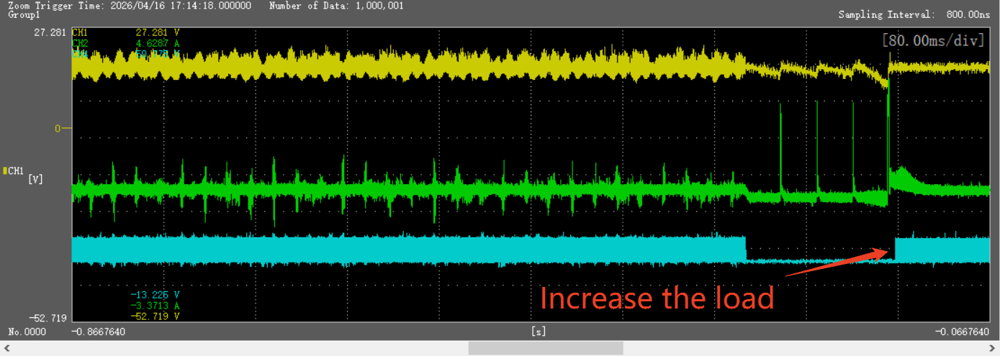 Zoom Trigger Time: 2026/04/16 17:14:18.000000 Number of Data: 1,000,001
Group1
Sampling Interval: 800.00ns
27.281
CH1 27.281 V
[80.00ms/div]
CH2 4.6287 A
0
CH1
[V]
-13.225 V
Increase the load
-3.3713 A
-52.719
-52.719 V
No.0000 -0.8667640 [s] -0.0667640